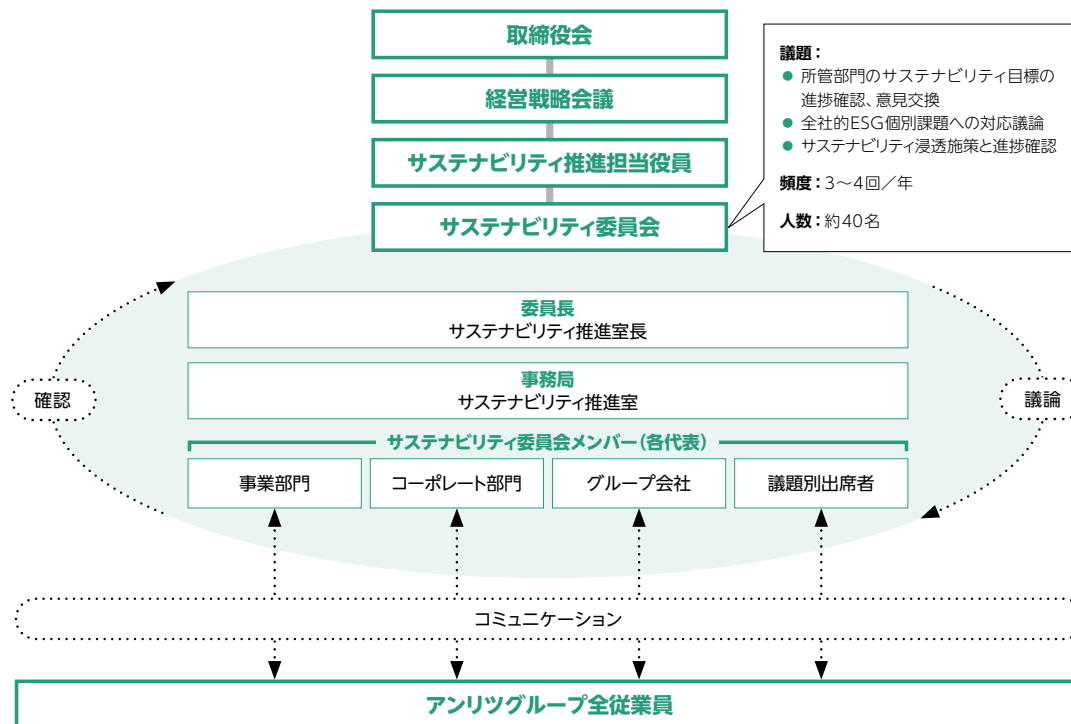 取締役会
経営戦略会議
サステナビリティ推進担当役員
サステナビリティ委員会
議題：
● 所管部門のサステナビリティ目標の
進捗確認、意見交換
● 全社的ESG個別課題への対応議論
● サステナビリティ浸透施策と進捗確認
頻度：3～4回／年
人数：約40名
委員長
サステナビリティ推進室長
事務局
サステナビリティ推進室
確認
議論
サステナビリティ委員会メンバー（各代表）
事業部門
コーポレート部門
グループ会社
議題別出席者
コミュニケーション
アンリツグループ全従業員